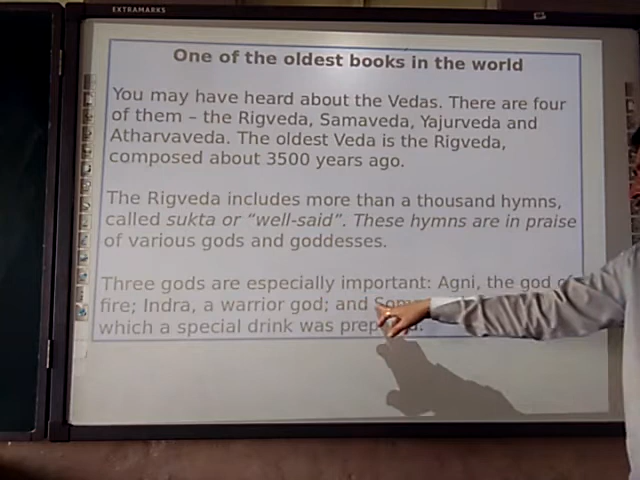 EXTRAMARKS
One of the oldest books in the world
You may have heard about the Vedas. There are four
of them – the Rigveda, Samaveda, Yajurveda and
Atharvaveda. The oldest Veda is the Rigveda,
composed about 3500 years ago.
The Rigveda includes more than a thousand hymns,
called sukta or “well-said”. These hymns are in praise
of various gods and goddesses.
Three gods are especially important: Agni, the god of
fire; Indra, a warrior god; and
which a special drink was